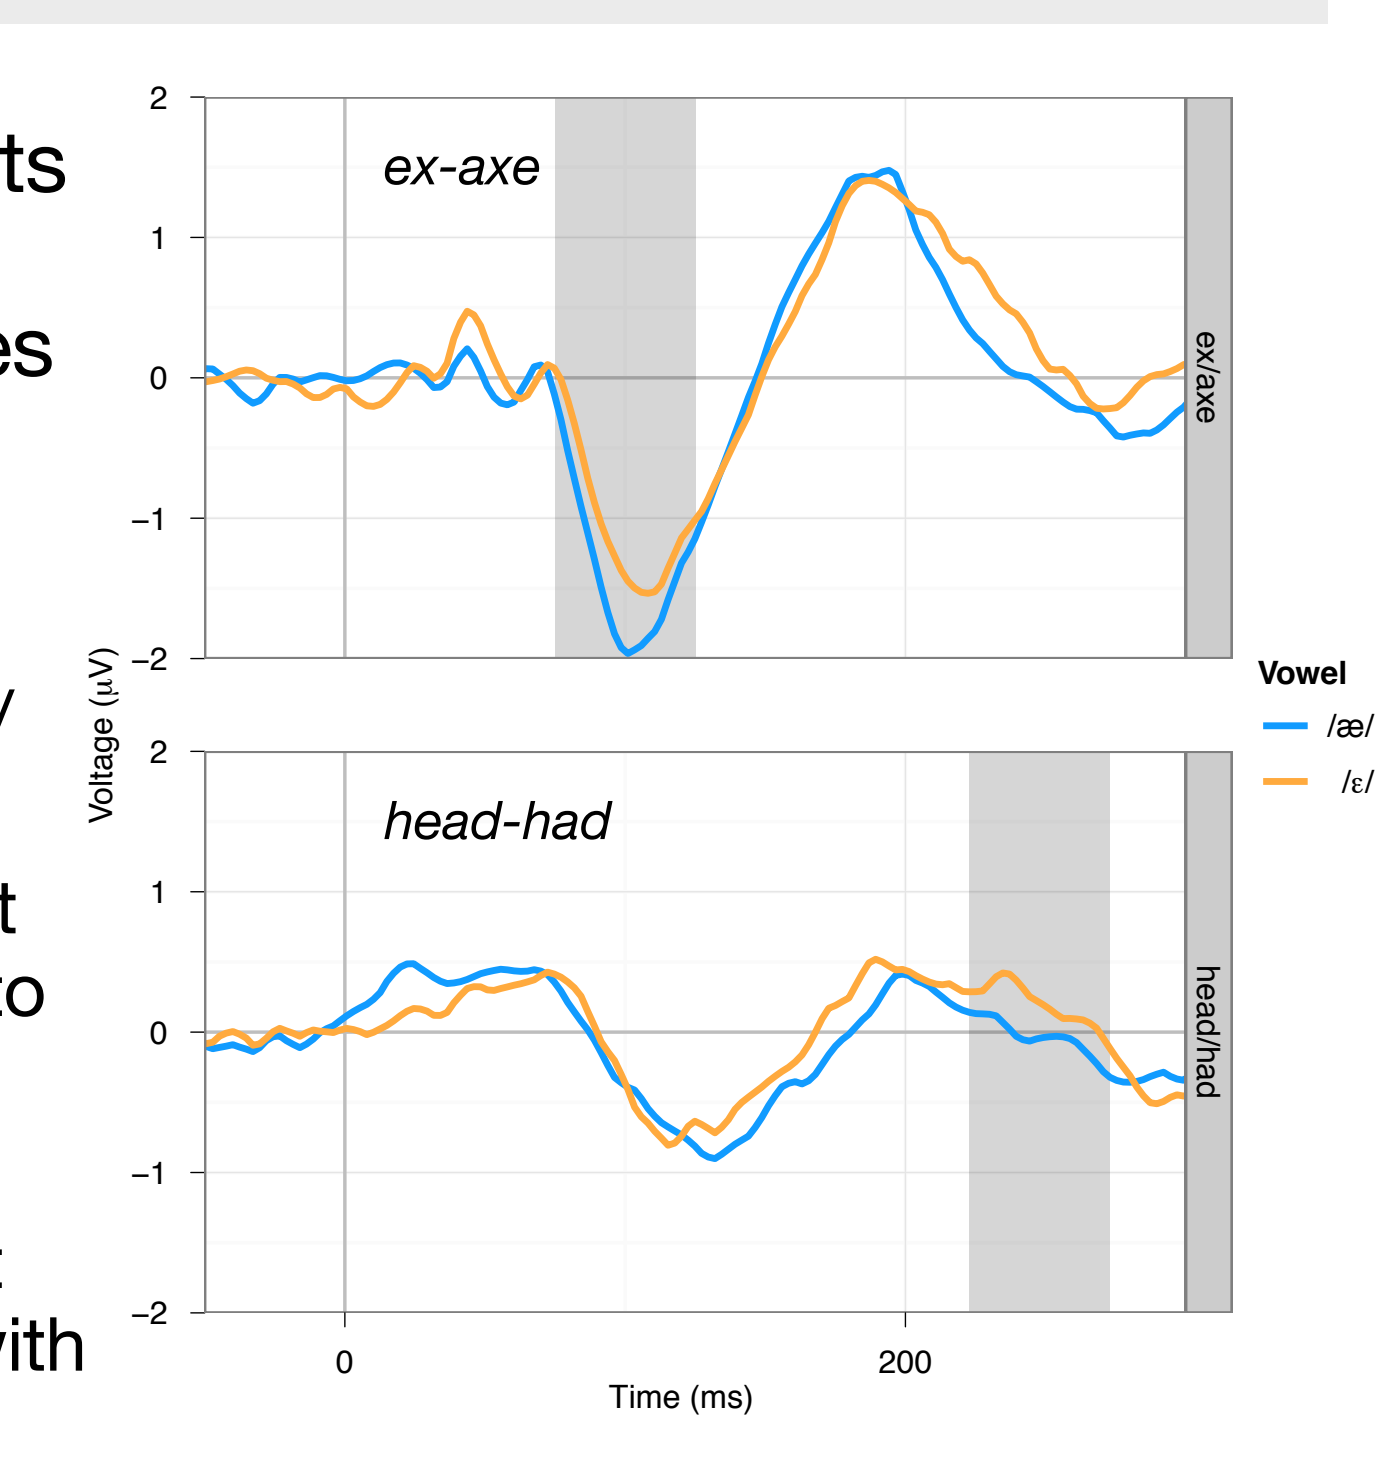 ts
es
y
t
to
with
Voltage (μV)
2
1
0
−1
−2
ex-axe
ex/axe
2
1
0
−1
−2
head-had
head/had
0
200
Time (ms)
Vowel
/æ/
/ɛ/